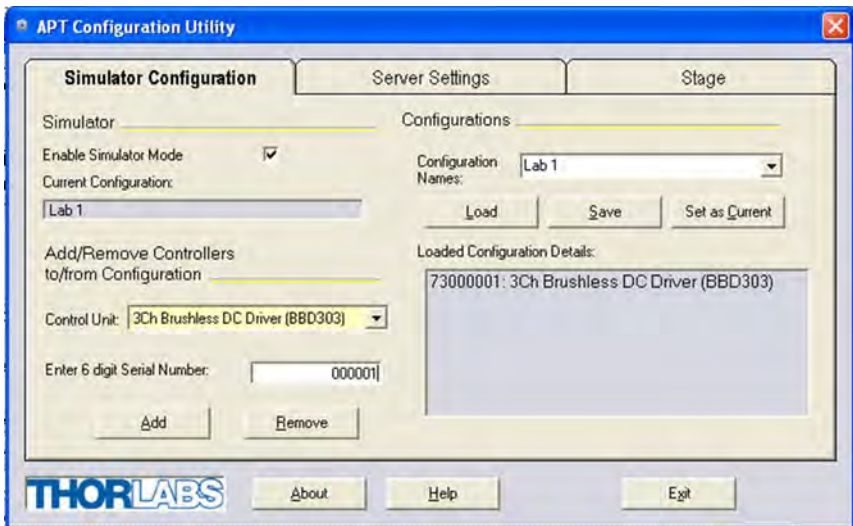 APT Configuration Utility
Simulator Configuration
Server Settings
Stage
Simulator
Enable Simulator Mode
Current Configuration:
Lab 1
Add/Remove Controllers
to/from Configuration
Control Unit: 3Ch Brushless DC Driver (BBD303)
Enter 6 digit Serial Number: 000001
Add
Remove
Configurations
Configuration
Names:
Lab 1
Load
Save
Set as Current
Loaded Configuration Details:
73000001: 3Ch Brushless DC Driver (BBD303)
THORLABS
About
Help
Exit